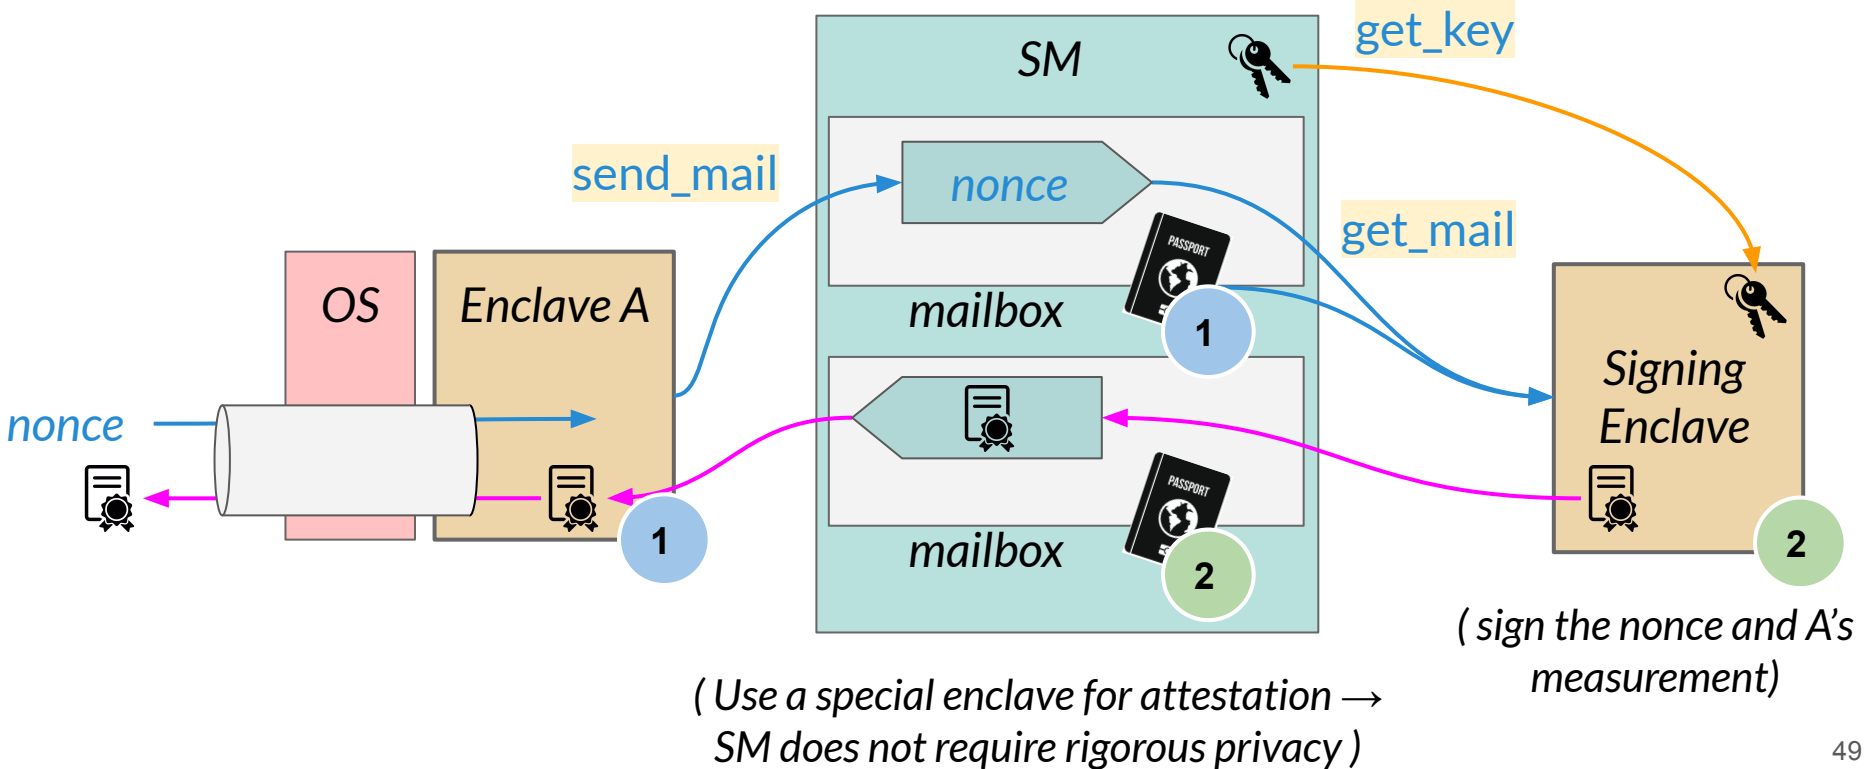 get_key
SM
send_mail
nonce
PASSPORT
get_mail
OS
Enclave A
mailbox
1
nonce
Signing
Enclave
PASSPORT
1
mailbox
2
2
( sign the nonce and A's
measurement)
( Use a special enclave for attestation →
SM does not require rigorous privacy )
49